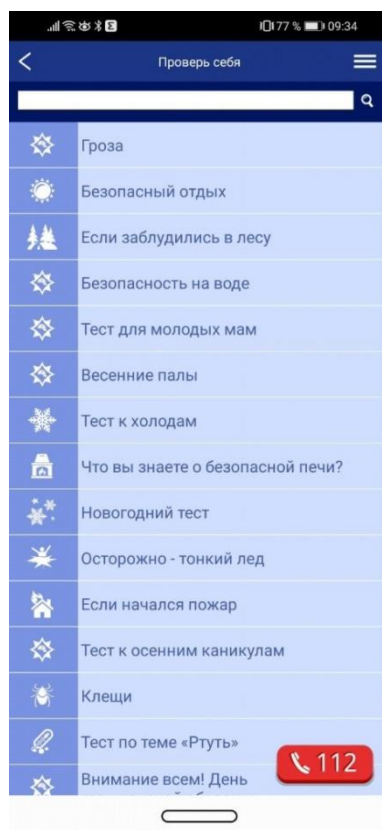 77 % 09:34
Проверь себя
Гроза
Безопасный отдых
Если заблудились в лесу
Безопасность на воде
Тест для молодых мам
Весенние палы
Тест к холодам
Что вы знаете о безопасной печи?
Новогодний тест
Осторожно - тонкий лед
Если начался пожар
Тест к осенним каникулам
Клещи
Тест по теме «Ртуть»
112
Внимание всем! День